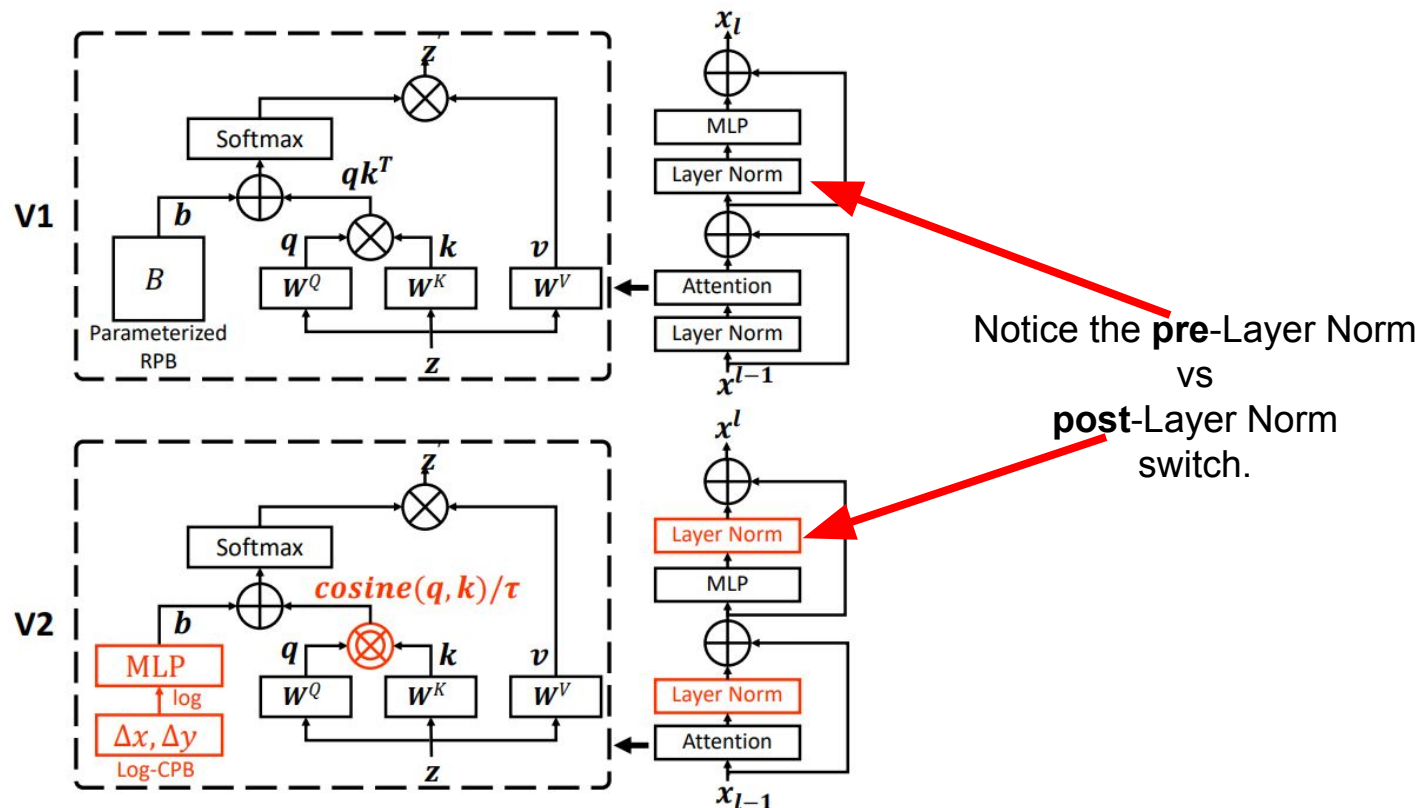 V1
z'
Softmax
qk^T
b
q
k
v
B
W^Q
W^K
W^V
Parameterized
RPB
z
x_l
MLP
Layer Norm
Attention
Layer Norm
x^{l-1}
Notice the pre-Layer Norm
vs
post-Layer Norm
switch.
V2
z'
Softmax
cosine(q, k)/τ
b
q
k
v
MLP
log
Δx, Δy
Log-CPB
W^Q
W^K
W^V
z
x^l
Layer Norm
MLP
Layer Norm
Attention
x_{l-1}